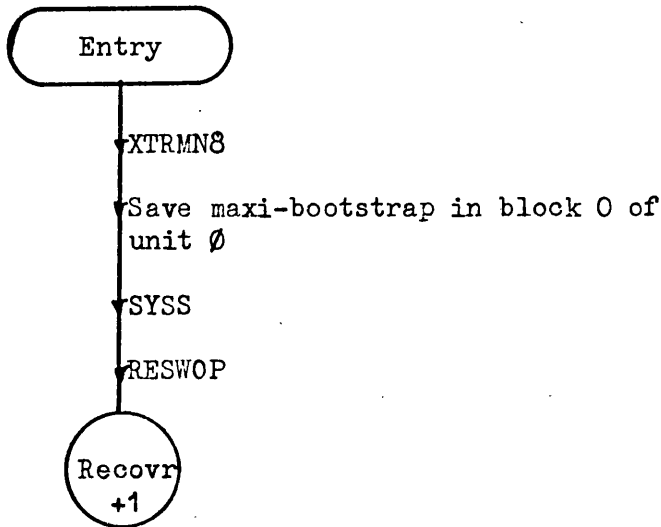 Entry
XTRMN8
Save maxi-bootstrap in block 0 of
unit Ø
SYSS
RESWOP
Recovr
+1